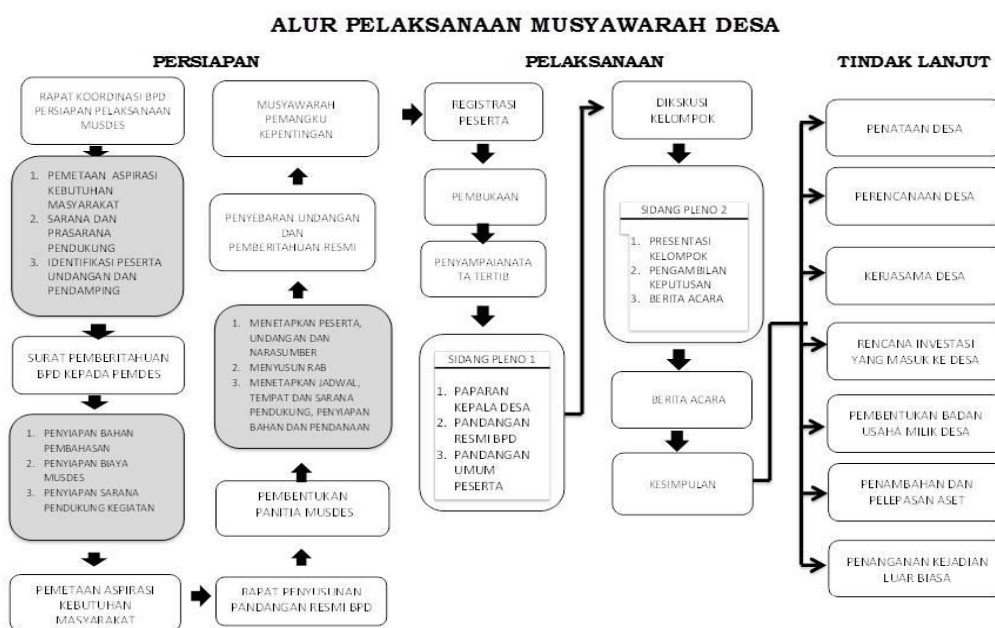 ALUR PELAKSANAAN MUSYAWARAH DESA
PERSIAPAN
RAPAT KOORDINASI BPD
PERSIAPAN PELAKSANAAN
MUSDES
1. PEMETAAN ASPIRASI
KEBUTUHAN
MASYARAKAT
2. SARANA DAN
PRASARANA
PENDUKUNG
3. IDENTIFIKASI PESERTA
UNDANGAN DAN
PENDAMPING
SURAT PEMBERITAHUAN
BPD KEPADA PEMDES
1. PENYIAPAN BAHAN
PEMBAHASAN
2. PENYIAPAN BIAYA
MUSDES
3. PENYIAPAN SARANA
PENDUKUNG KEGIATAN
PEMETAAN ASPIRASI
KEBUTUHAN
MASYARAKAT
RAPAT PENYUSUNAN
PANDANGAN RESMI BPD
PEMBENTUKAN
PANITIA MUSDES
1. MENETAPKAN PESERTA,
UNDANGAN DAN
NARASUMBER
2. MENYUSUN RAB
3. MENETAPKAN JADWAL,
TEMPAT DAN SARANA
PENDUKUNG, PENYIAPAN
BAHAN DAN PENDANAAN
PENYEBARAN UNDANGAN
DAN
PEMBERITAHUAN RESMI
MUSYAWARAH
PEMANGKU
KEPENTINGAN
PELAKSANAAN
REGISTRASI
PESERTA
PEMBUKAAN
PENYAMPAIANATA
TA TERTIB
SIDANG PLENO 1
1. PAPARAN
KEPALA DESA
2. PANDANGAN
RESMI BPD
3. PANDANGAN
UMUM
PESERTA
DIKSKUSI
KELOMPOK
SIDANG PLENO 2
1. PRESENTASI
KELOMPOK
2. PENGAMBILAN
KEPUTUSAN
3. BERITA ACARA
BERITA ACARA
KESIMPULAN
TINDAK LANJUT
PENATAAN DESA
PERENCANAAN DESA
KERJASAMA DESA
RENCANA INVESTASI
YANG MASUK KE DESA
PEMBENTUKAN BADAN
USAHA MILIK DESA
PENAMBAHAN DAN
PELEPASAN ASET
PENANGANAN KEJADIAN
LUAR BIASA